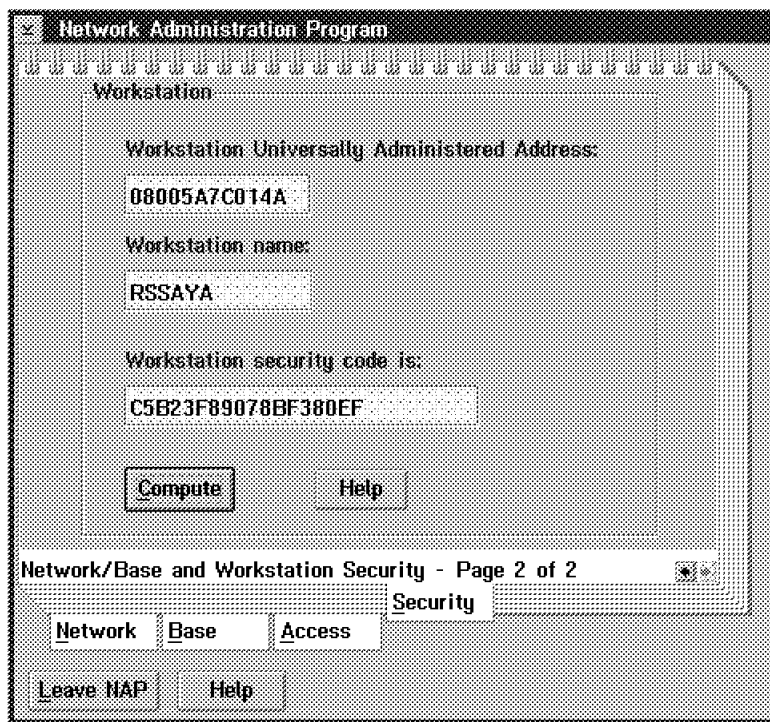 Network Administration Program
Workstation
Workstation Universally Administered Address:
08005A7C014A
Workstation name:
RSSAYA
Workstation security code is:
C5B23F89078BF380EF
Compute Help
Network/Base and Workstation Security - Page 2 of 2
Security
Network Base Access
Leave NAP Help